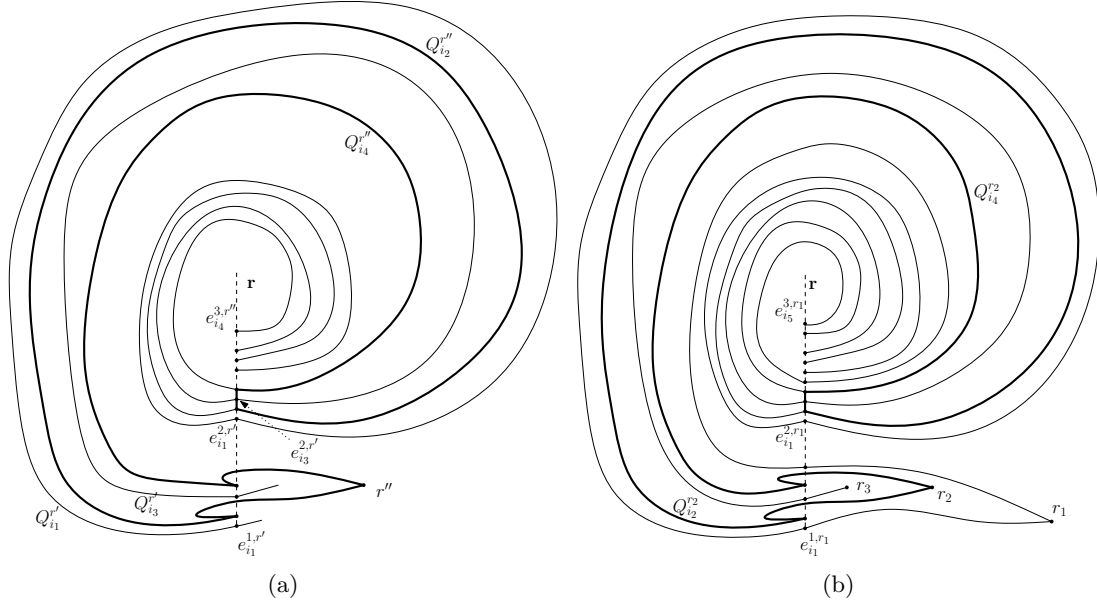 Q_{i_2}^{r''}
Q_{i_4}^{r''}
r
e_{i_4}^{3,r''}
e_{i_1}^{2,r'}
e_{i_3}^{2,r'}
r''
Q_{i_3}^{r'}
Q_{i_1}^{r'}
e_{i_1}^{1,r'}
(a)
Q_{i_4}^{r_2}
r
e_{i_5}^{3,r_1}
e_{i_1}^{2,r_1}
r_3
r_2
Q_{i_2}^{r_2}
r_1
e_{i_1}^{1,r_1}
(b)